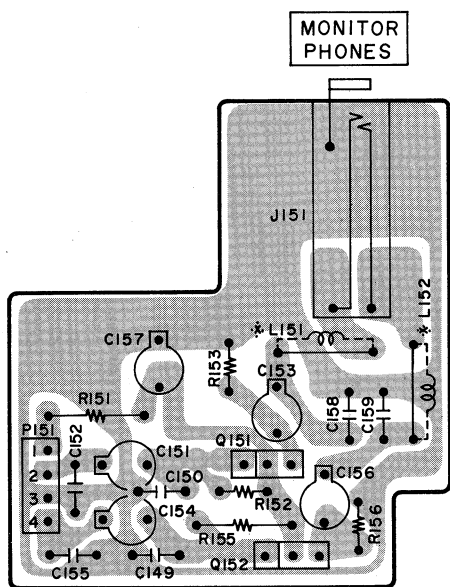 MONITOR
PHONES
J151
* L151
* L152
C157
R153
C153
R151
C158
C159
P151
1
2
3
4
C152
C151
C150
C154
Q151
C156
R152
R155
R156
C155
C149
Q152